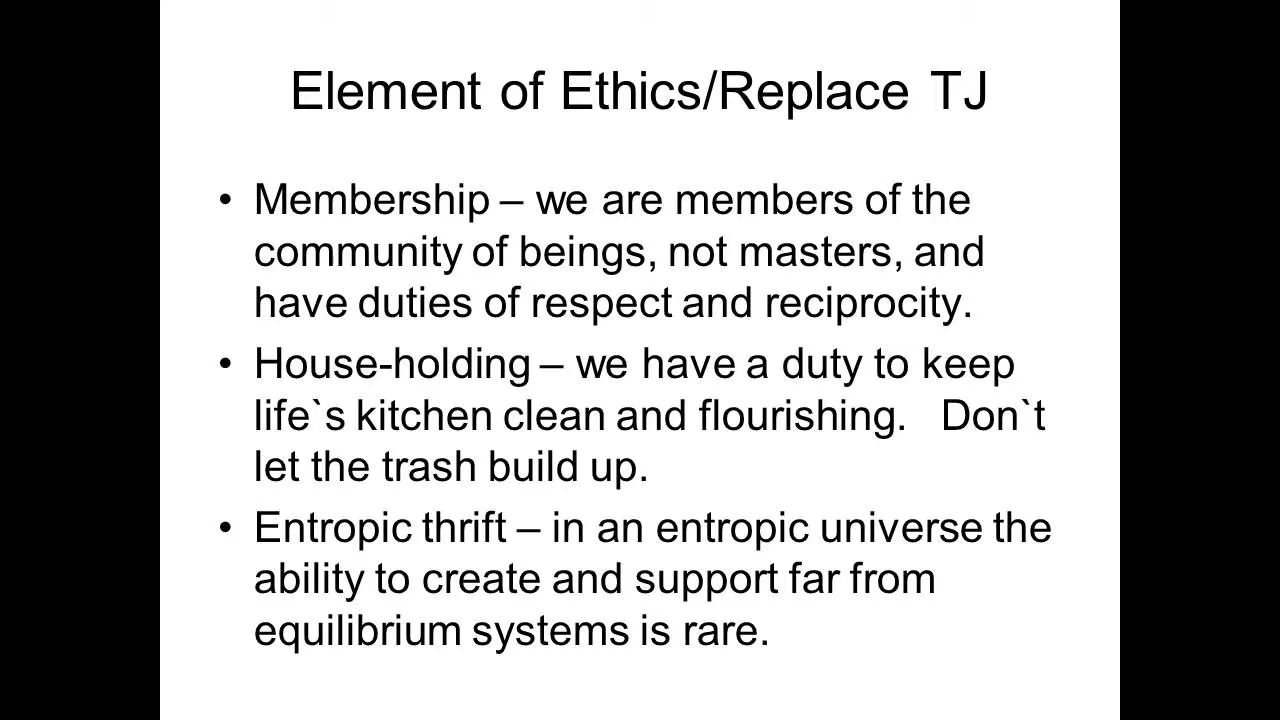 Element of Ethics/Replace TJ
• Membership – we are members of the
community of beings, not masters, and
have duties of respect and reciprocity.
• House-holding – we have a duty to keep
life`s kitchen clean and flourishing.   Don`t
let the trash build up.
• Entropic thrift – in an entropic universe the
ability to create and support far from
equilibrium systems is rare.